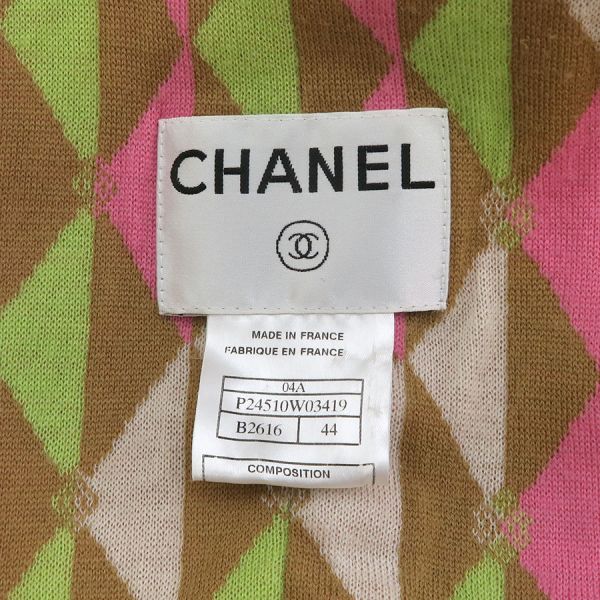 CHANEL
MADE IN FRANCE
FABRIQUE EN FRANCE
04A
P24510W03419
B2616 44
COMPOSITION